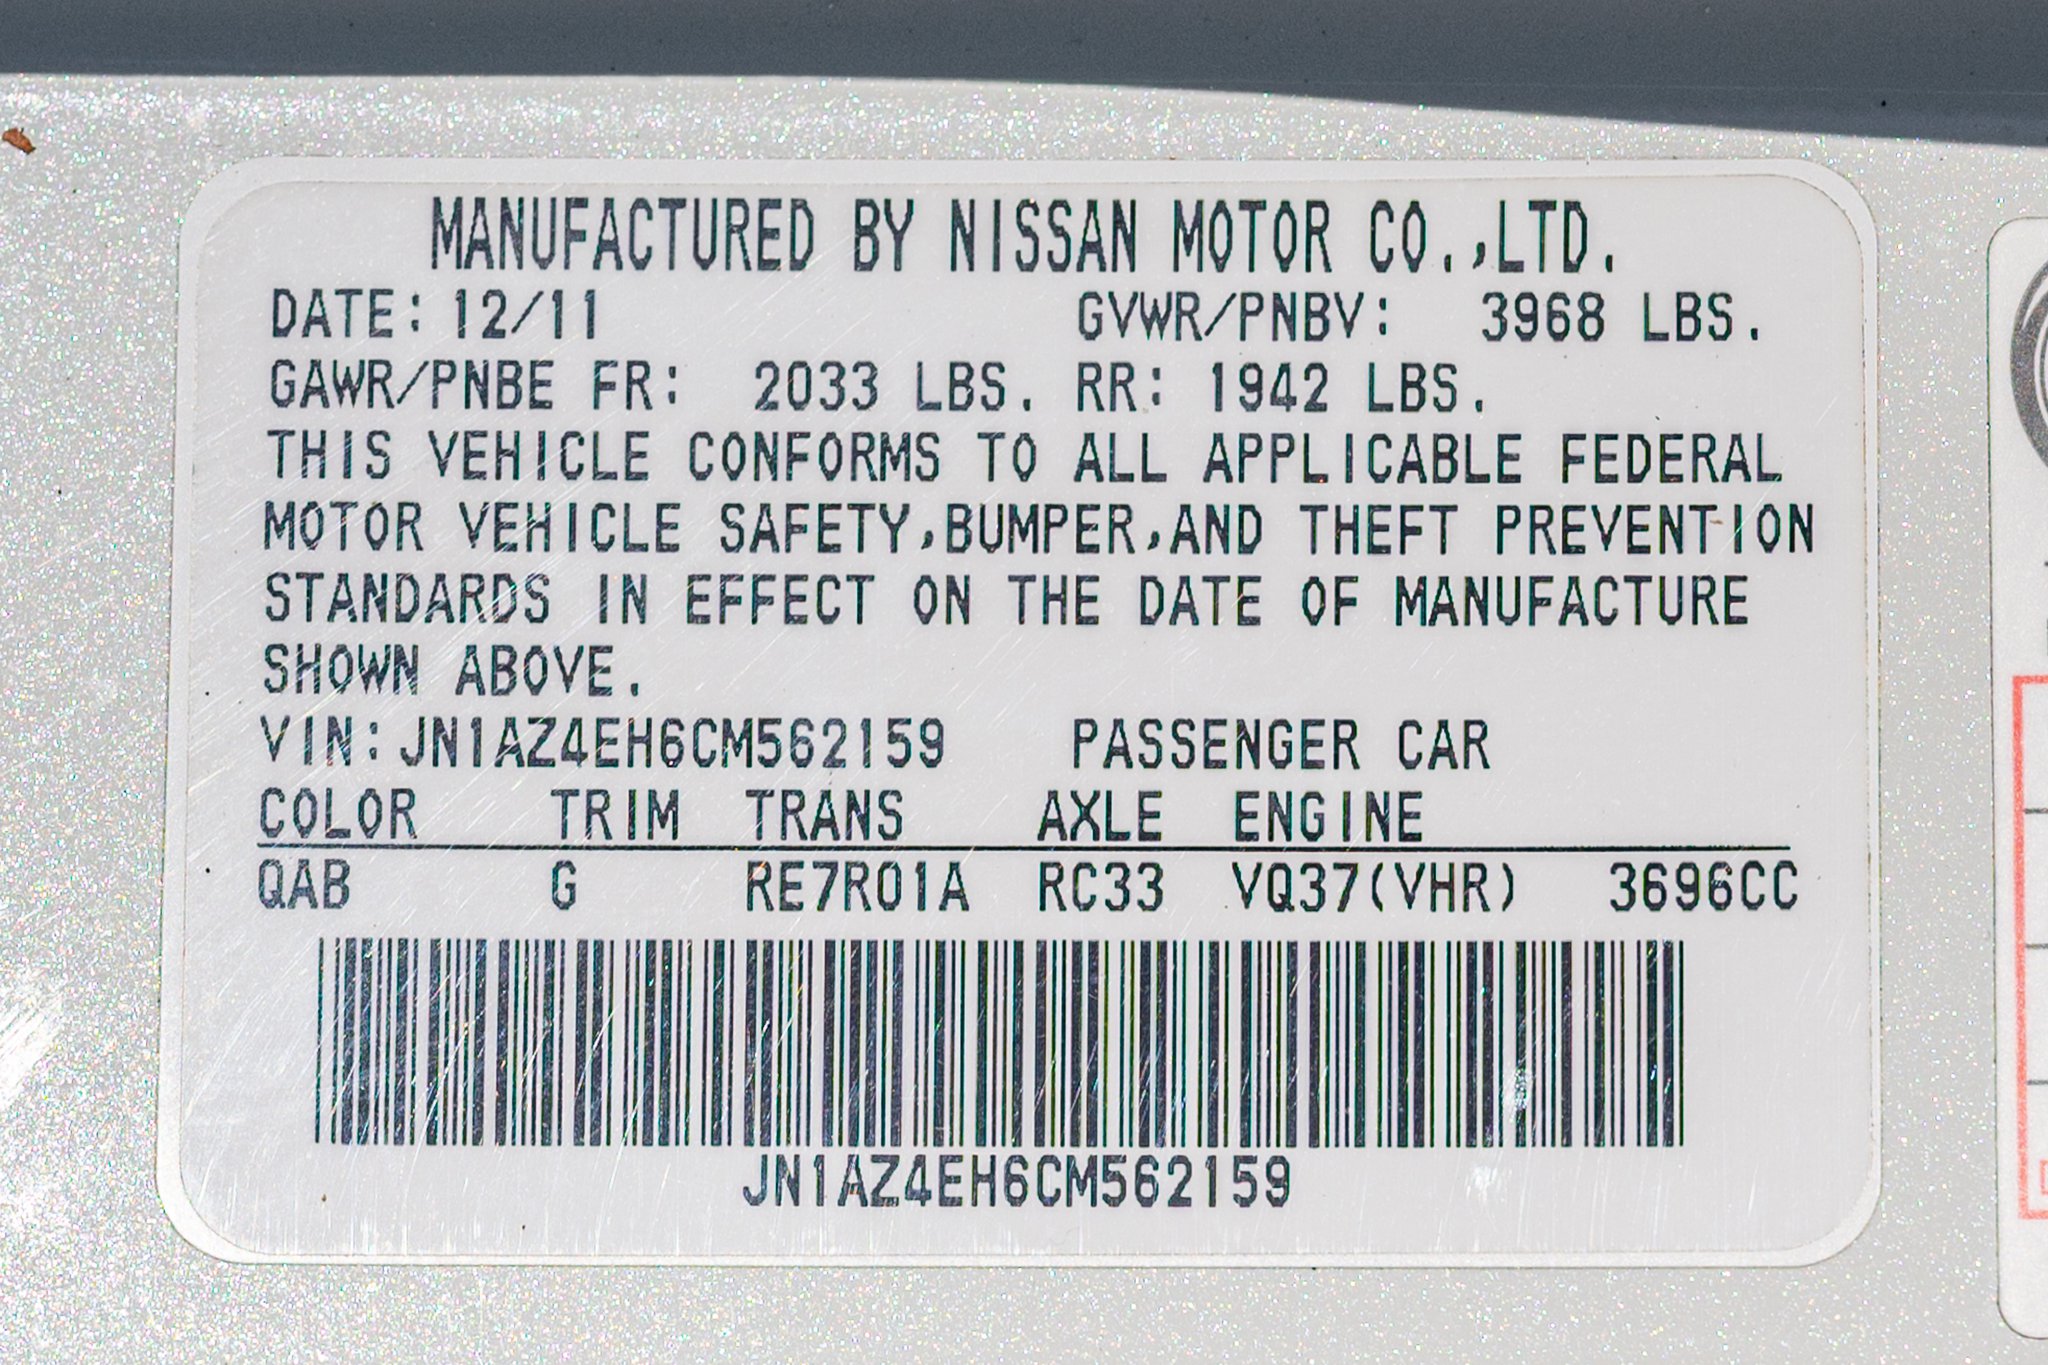 MANUFACTURED BY NISSAN MOTOR CO.,LTD.
DATE: 12/11 GVWR/PNBV: 3968 LBS.
GAWR/PNBE FR: 2033 LBS. RR: 1942 LBS.
THIS VEHICLE CONFORMS TO ALL APPLICABLE FEDERAL
MOTOR VEHICLE SAFETY,BUMPER,AND THEFT PREVENTION
STANDARDS IN EFFECT ON THE DATE OF MANUFACTURE
SHOWN ABOVE.
VIN:JN1AZ4EH6CM562159 PASSENGER CAR
COLOR TRIM TRANS AXLE ENGINE
QAB G RE7R01A RC33 VQ37(VHR) 3696CC
JN1AZ4EH6CM562159